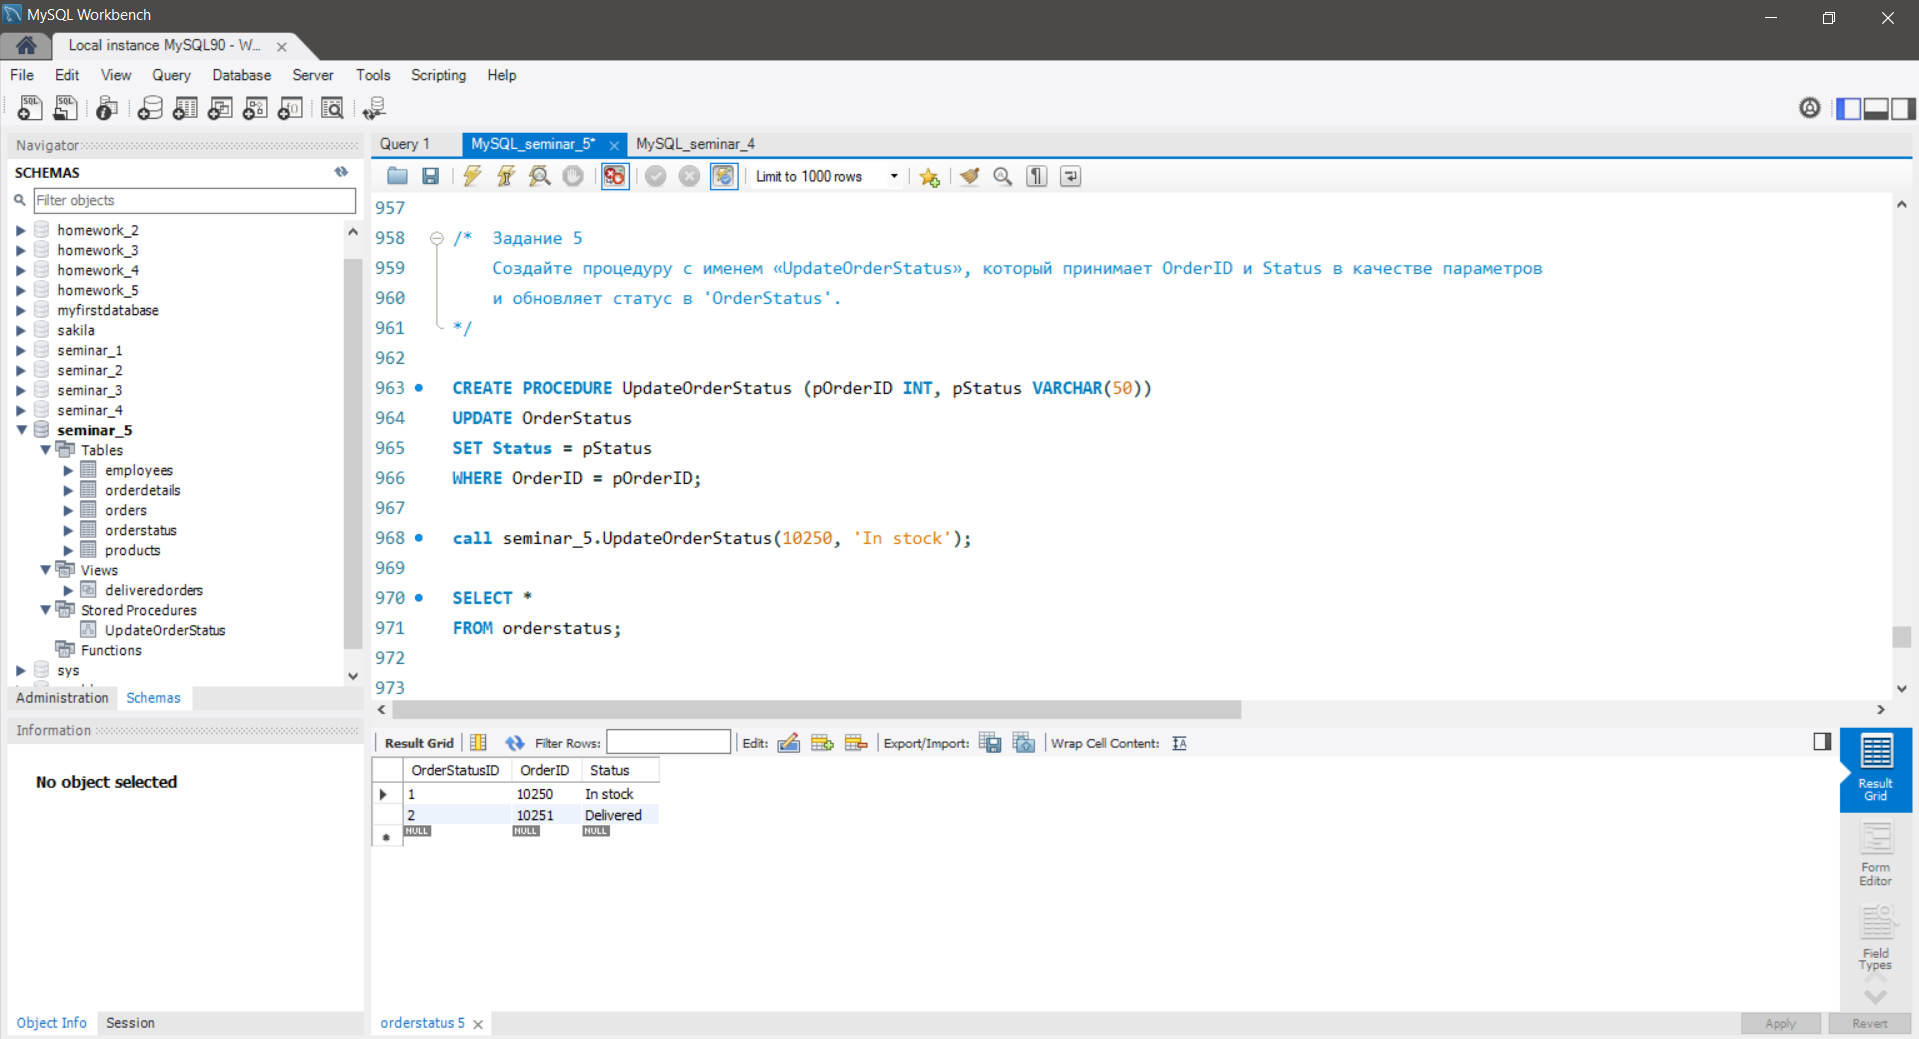 MySQL Workbench
Local instance MySQL90 - W...
File Edit View Query Database Server Tools Scripting Help
Navigator
SCHEMAS
Filter objects
homework_2
homework_3
homework_4
homework_5
myfirstdatabase
sakila
seminar_1
seminar_2
seminar_3
seminar_4
seminar_5
Tables
employees
orderdetails
orders
orderstatus
products
Views
deliveredorders
Stored Procedures
UpdateOrderStatus
Functions
sys
Administration Schemas
Information
No object selected
Object Info Session
Query 1 MySQL_seminar_5* MySQL_seminar_4
Limit to 1000 rows
957
958 /* Задание 5
959 Создайте процедуру с именем «UpdateOrderStatus», который принимает OrderID и Status в качестве параметров
960 и обновляет статус в 'OrderStatus'.
961 */
962
963 CREATE PROCEDURE UpdateOrderStatus (pOrderID INT, pStatus VARCHAR(50))
964 UPDATE OrderStatus
965 SET Status = pStatus
966 WHERE OrderID = pOrderID;
967
968 call seminar_5.UpdateOrderStatus(10250, 'In stock');
969
970 SELECT *
971 FROM orderstatus;
972
973
Result Grid Filter Rows: Edit: Export/Import: Wrap Cell Content:
OrderStatusID OrderID Status
1 10250 In stock
2 10251 Delivered
NULL NULL NULL
Result
Grid
Form
Editor
Field
Types
orderstatus 5
Apply Revert